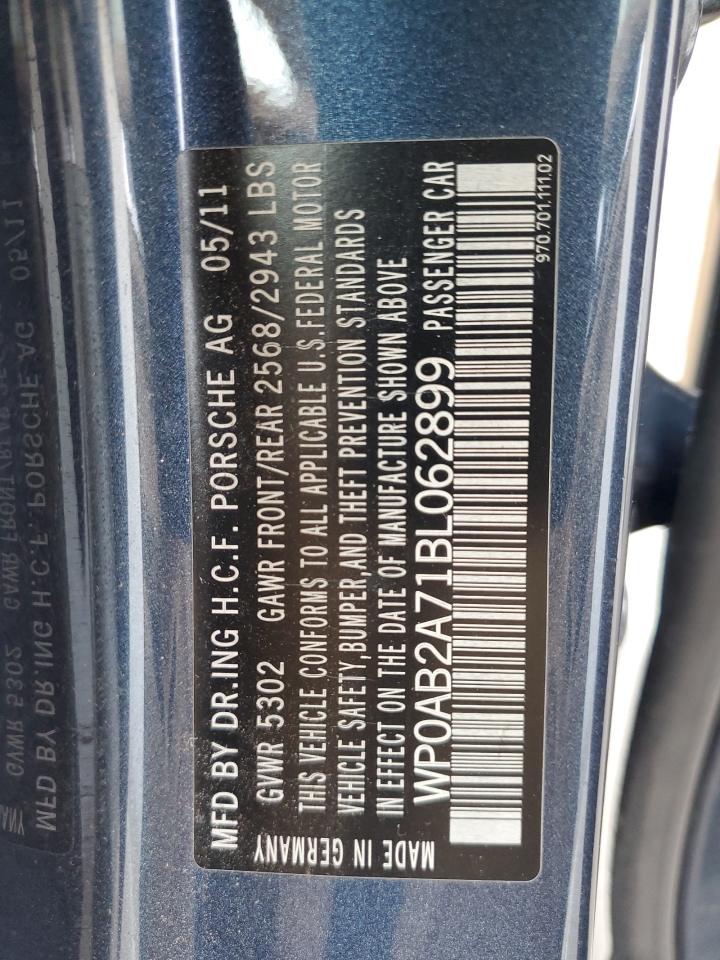 MFD BY DR.ING H.C.F. PORSCHE AG 05/11
GVWR 5302 GAWR FRONT/REAR 2568/2943 LBS
THIS VEHICLE CONFORMS TO ALL APPLICABLE U.S.FEDERAL MOTOR
VEHICLE SAFETY,BUMPER,AND THEFT PREVENTION STANDARDS
IN EFFECT ON THE DATE OF MANUFACTURE SHOWN ABOVE
WP0AB2A71BL062899 PASSENGER CAR
970.701.111.02
MADE IN GERMANY